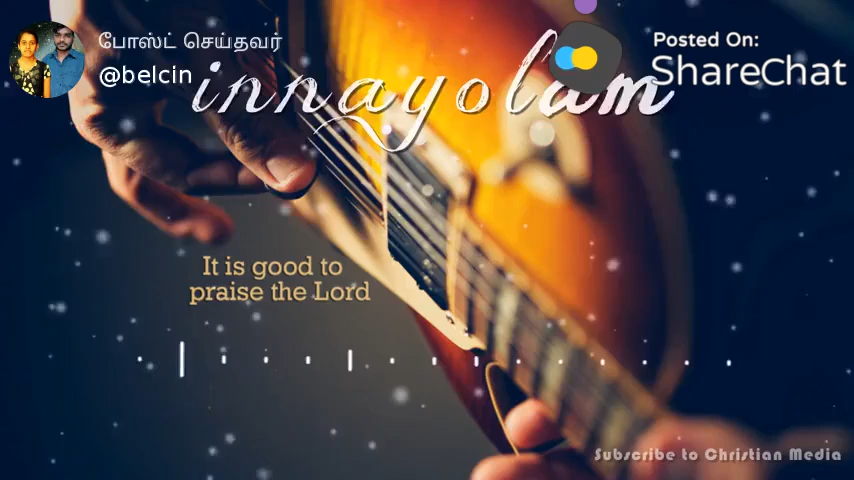 போஸ்ட் செய்தவர்
@belcin
Posted On:
ShareChat
innayolam
It is good to
praise the Lord
Subscribe to Christian Media